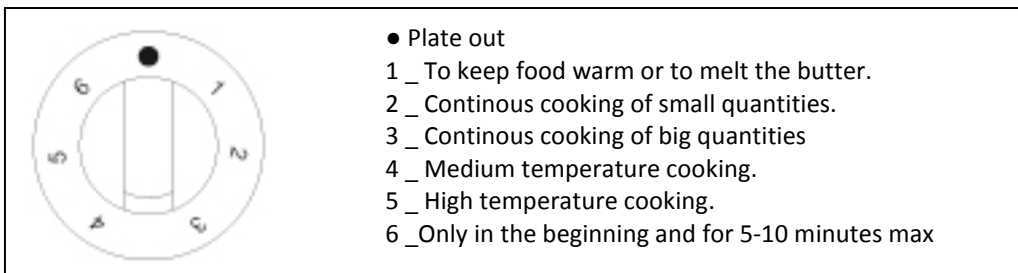 ● Plate out
1 _ To keep food warm or to melt the butter.
2 _ Continous cooking of small quantities.
3 _ Continous cooking of big quantities
4 _ Medium temperature cooking.
5 _ High temperature cooking.
6 _Only in the beginning and for 5-10 minutes max
1
2
3
4
5
6